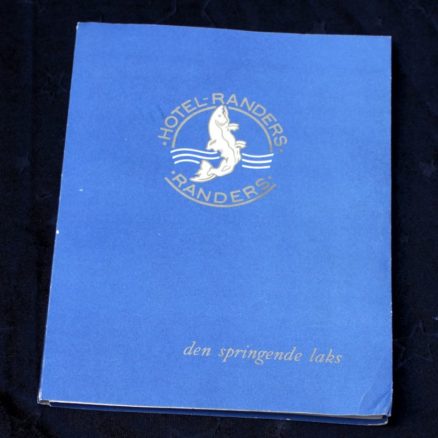 ·HOTEL-RANDERS·
·RANDERS·
den springende laks